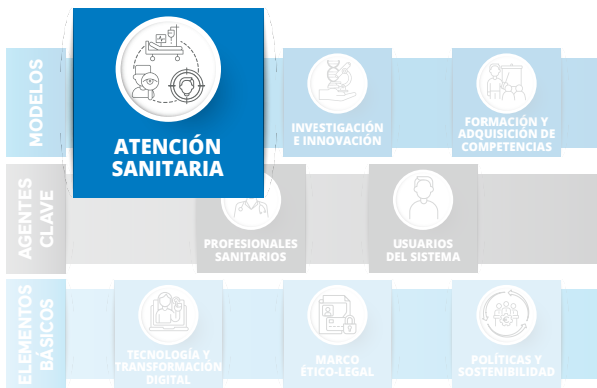 MODELOS
ATENCIÓN
SANITARIA
INVESTIGACIÓN
E INNOVACIÓN
FORMACIÓN Y
ADQUISICIÓN DE
COMPETENCIAS
AGENTES
CLAVE
PROFESIONALES
SANITARIOS
USUARIOS
DEL SISTEMA
ELEMENTOS
BÁSICOS
TECNOLOGÍA Y
TRANSFORMACIÓN
DIGITAL
MARCO
ÉTICO-LEGAL
POLÍTICAS Y
SOSTENIBILIDAD